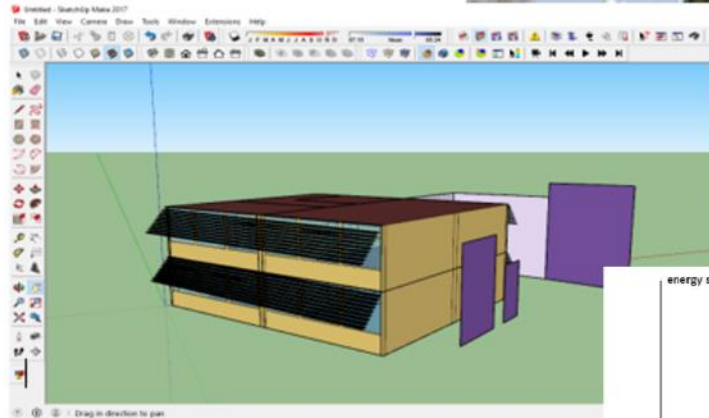 Untitled - SketchUp Make 2017
File Edit View Camera Draw Tools Window Extensions Help
J F M A M J J A S O N D
Noon
energy s
Drag in direction to pan